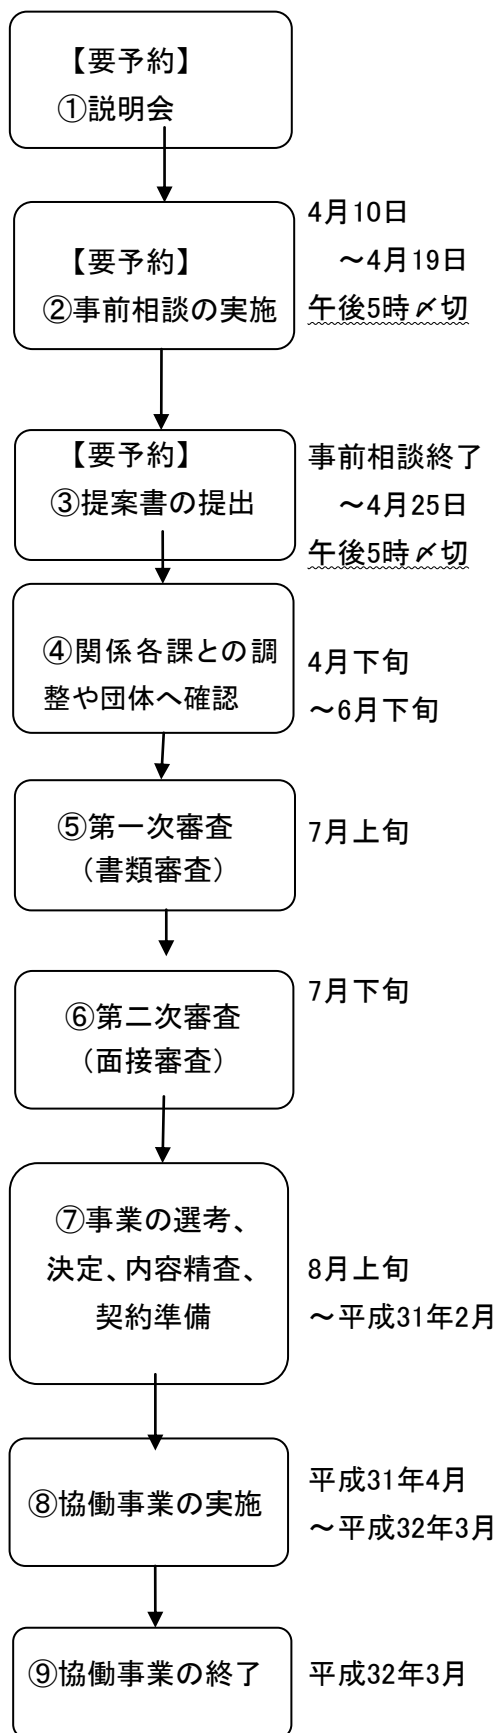 【要予約】
①説明会
【要予約】
②事前相談の実施
4月10日
～4月19日
午後5時〆切
【要予約】
③提案書の提出
事前相談終了
～4月25日
午後5時〆切
④関係各課との調
整や団体へ確認
4月下旬
～6月下旬
⑤第一次審査
（書類審査）
7月上旬
⑥第二次審査
（面接審査）
7月下旬
⑦事業の選考、
決定、内容精査、
契約準備
8月上旬
～平成31年2月
⑧協働事業の実施
平成31年4月
～平成32年3月
⑨協働事業の終了
平成32年3月